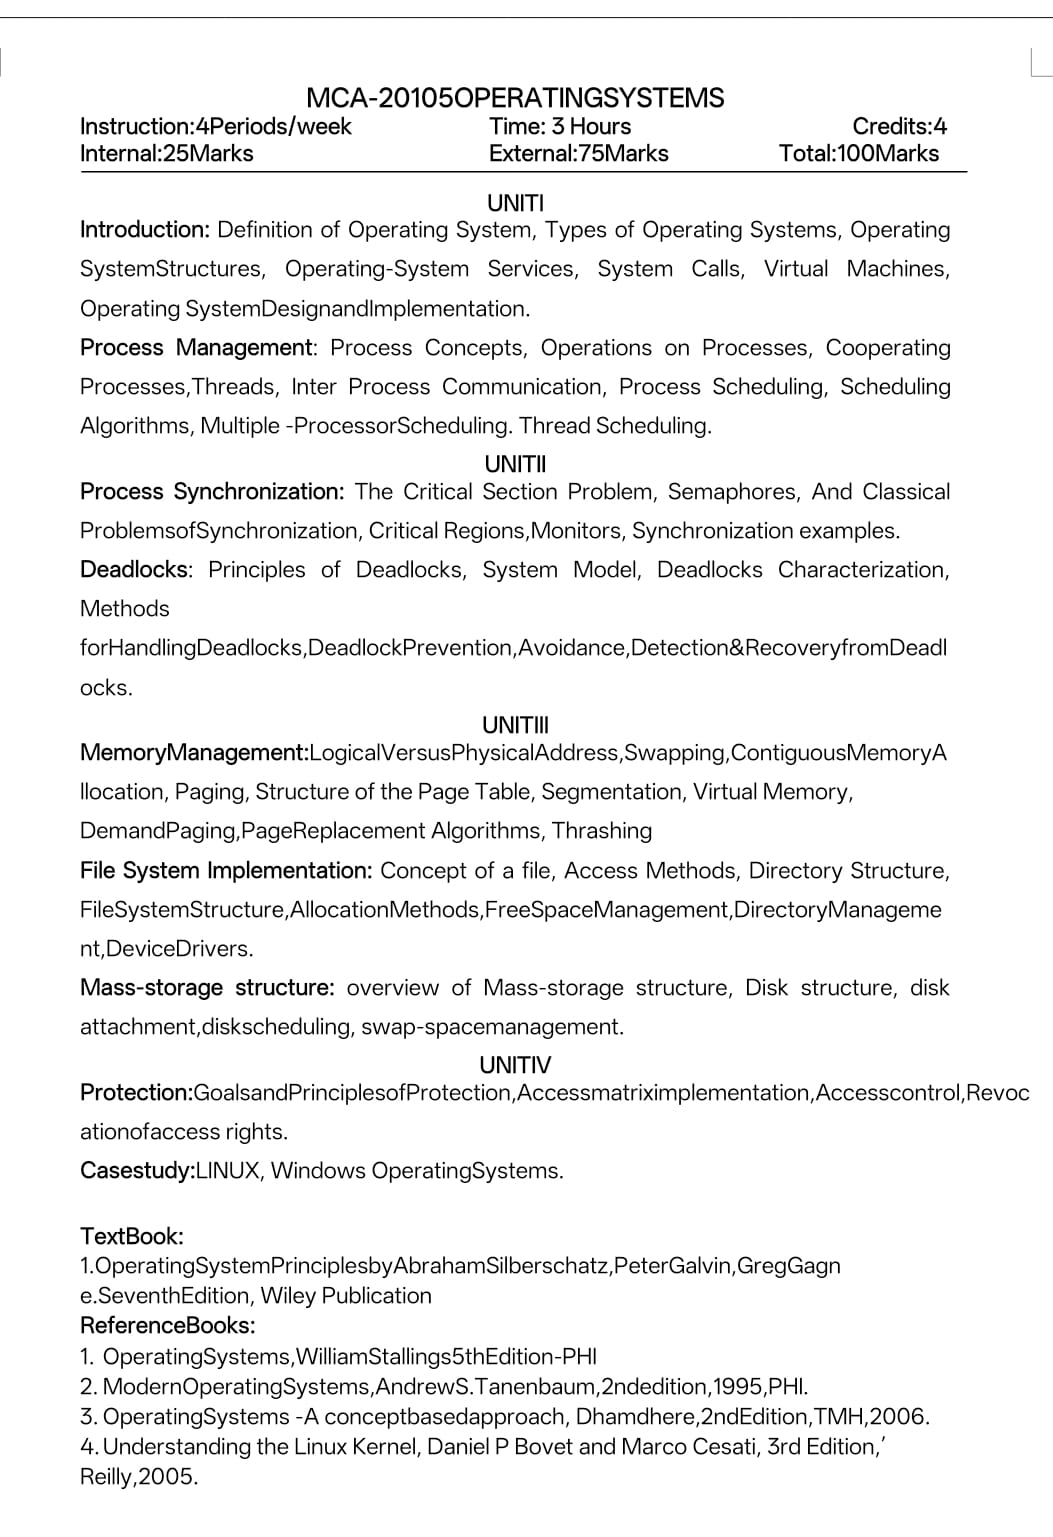 MCA-20105OPERATINGSYSTEMS
Instruction:4Periods/week Time: 3 Hours Credits:4
Internal:25Marks External:75Marks Total:100Marks
UNITI
Introduction: Definition of Operating System, Types of Operating Systems, Operating
SystemStructures, Operating-System Services, System Calls, Virtual Machines,
Operating SystemDesignandImplementation.
Process Management: Process Concepts, Operations on Processes, Cooperating
Processes,Threads, Inter Process Communication, Process Scheduling, Scheduling
Algorithms, Multiple -ProcessorScheduling. Thread Scheduling.
UNITII
Process Synchronization: The Critical Section Problem, Semaphores, And Classical
ProblemsofSynchronization, Critical Regions,Monitors, Synchronization examples.
Deadlocks: Principles of Deadlocks, System Model, Deadlocks Characterization,
Methods
forHandlingDeadlocks,DeadlockPrevention,Avoidance,Detection&RecoveryfromDeadl
ocks.
UNITIII
MemoryManagement:LogicalVersusPhysicalAddress,Swapping,ContiguousMemoryA
llocation, Paging, Structure of the Page Table, Segmentation, Virtual Memory,
DemandPaging,PageReplacement Algorithms, Thrashing
File System Implementation: Concept of a file, Access Methods, Directory Structure,
FileSystemStructure,AllocationMethods,FreeSpaceManagement,DirectoryManageme
nt,DeviceDrivers.
Mass-storage structure: overview of Mass-storage structure, Disk structure, disk
attachment,diskscheduling, swap-spacemanagement.
UNITIV
Protection:GoalsandPrinciplesofProtection,Accessmatriximplementation,Accesscontrol,Revoc
ationofaccess rights.
Casestudy:LINUX, Windows OperatingSystems.
TextBook:
1.OperatingSystemPrinciplesbyAbrahamSilberschatz,PeterGalvin,GregGagn
e.SeventhEdition, Wiley Publication
ReferenceBooks:
1. OperatingSystems,WilliamStallings5thEdition-PHI
2. ModernOperatingSystems,AndrewS.Tanenbaum,2ndedition,1995,PHI.
3. OperatingSystems -A conceptbasedapproach, Dhamdhere,2ndEdition,TMH,2006.
4. Understanding the Linux Kernel, Daniel P Bovet and Marco Cesati, 3rd Edition,’
Reilly,2005.